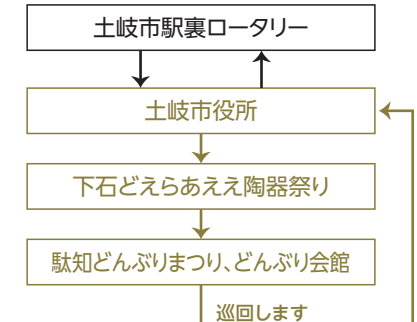 土岐市駅裏ロータリー
土岐市役所
下石どえらあええ陶器祭り
駄知どんぶりまつり、どんぶり会館
巡回します